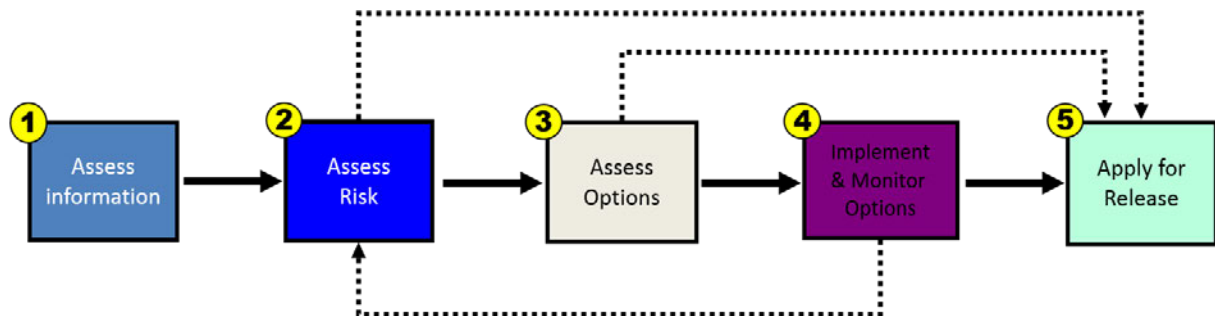 1
Assess
information
2
Assess
Risk
3
Assess
Options
4
Implement
& Monitor
Options
5
Apply for
Release